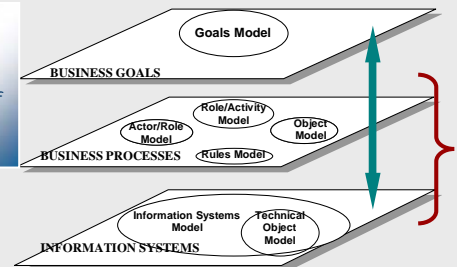 Goals Model
BUSINESS GOALS
Role/Activity
Model
Actor/Role
Model
Object
Model
Rules Model
BUSINESS PROCESSES
Information Systems
Model
Technical
Object
Model
INFORMATION SYSTEMS